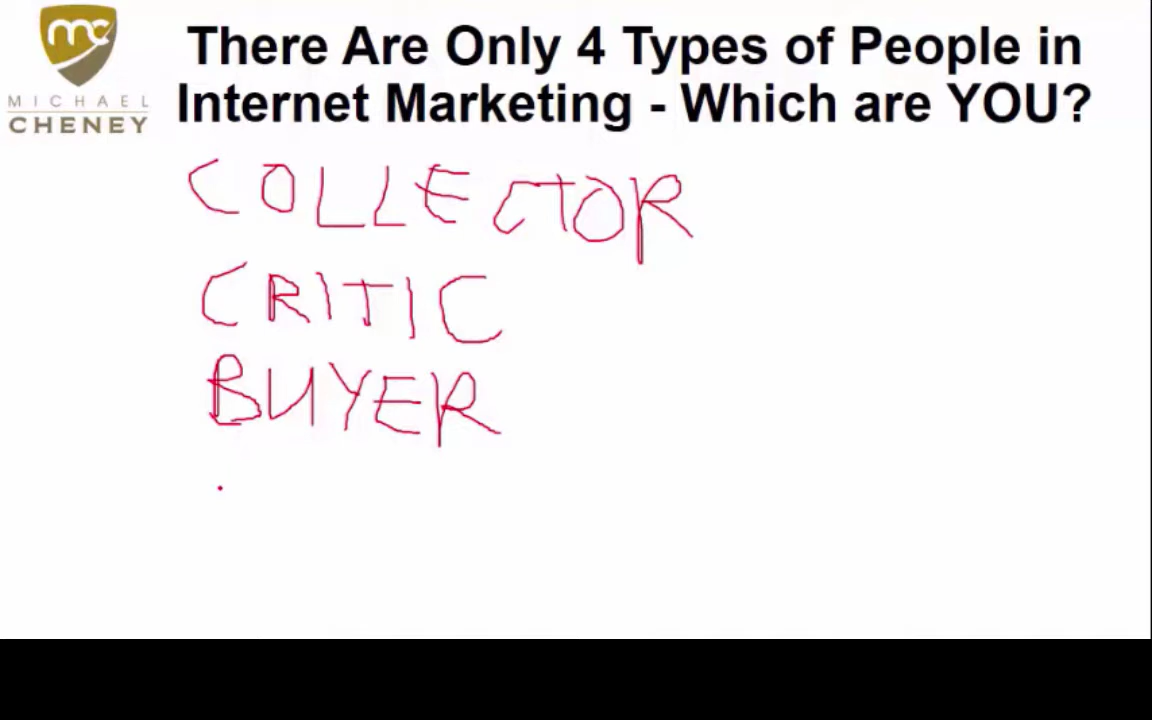 MICHAEL
CHENEY
There Are Only 4 Types of People in
Internet Marketing - Which are YOU?
COLLECTOR
CRITIC
BUYER